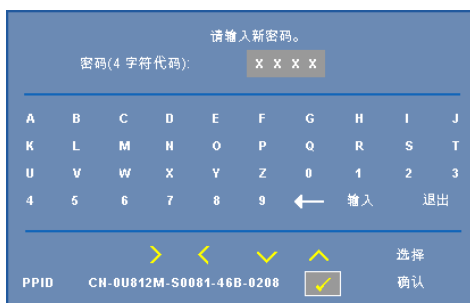 请输入新密码。
密码(4 字符代码): X X X X
A B C D E F G H I J
K L M N O P Q R S T
U V W X Y Z 0 1 2 3
4 5 6 7 8 9 ← 输入 退出
选择
PPID CN-0U812M-S0081-46B-0208 ✓ 确认